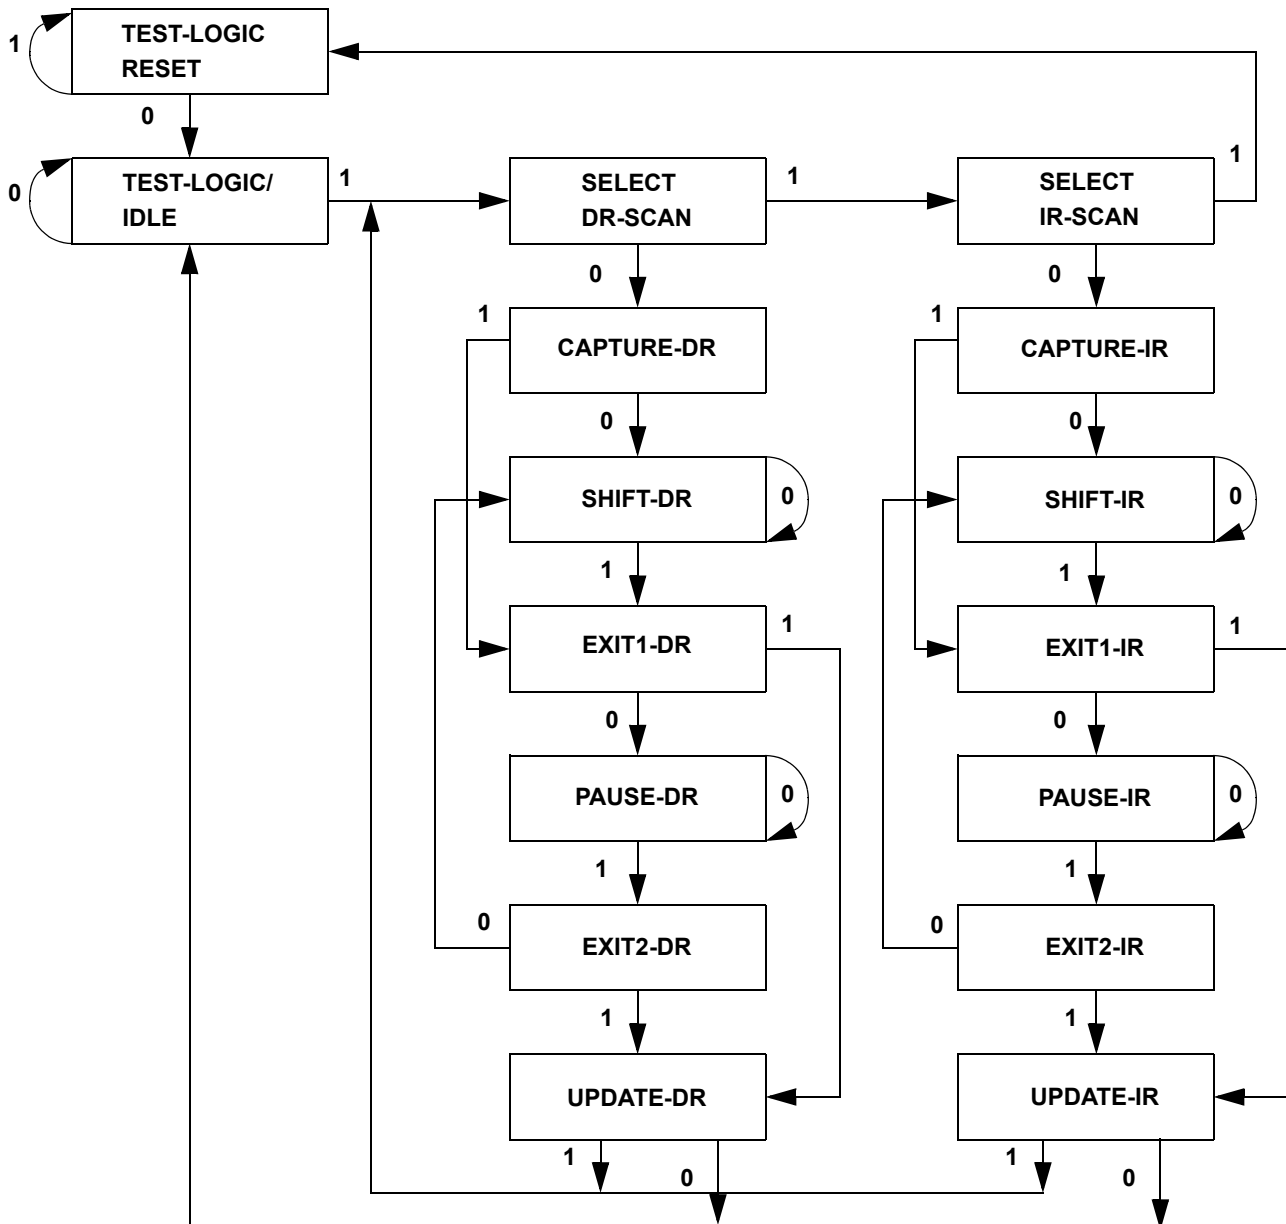 1
TEST-LOGIC
RESET
0
0
TEST-LOGIC/
IDLE
1
SELECT
DR-SCAN
1
SELECT
IR-SCAN
1
0
0
1
CAPTURE-DR
1
CAPTURE-IR
0
0
SHIFT-DR
0
SHIFT-IR
0
1
1
EXIT1-DR
1
EXIT1-IR
1
0
0
PAUSE-DR
0
PAUSE-IR
0
1
1
0
EXIT2-DR
0
EXIT2-IR
1
1
UPDATE-DR
UPDATE-IR
1
0
1
0